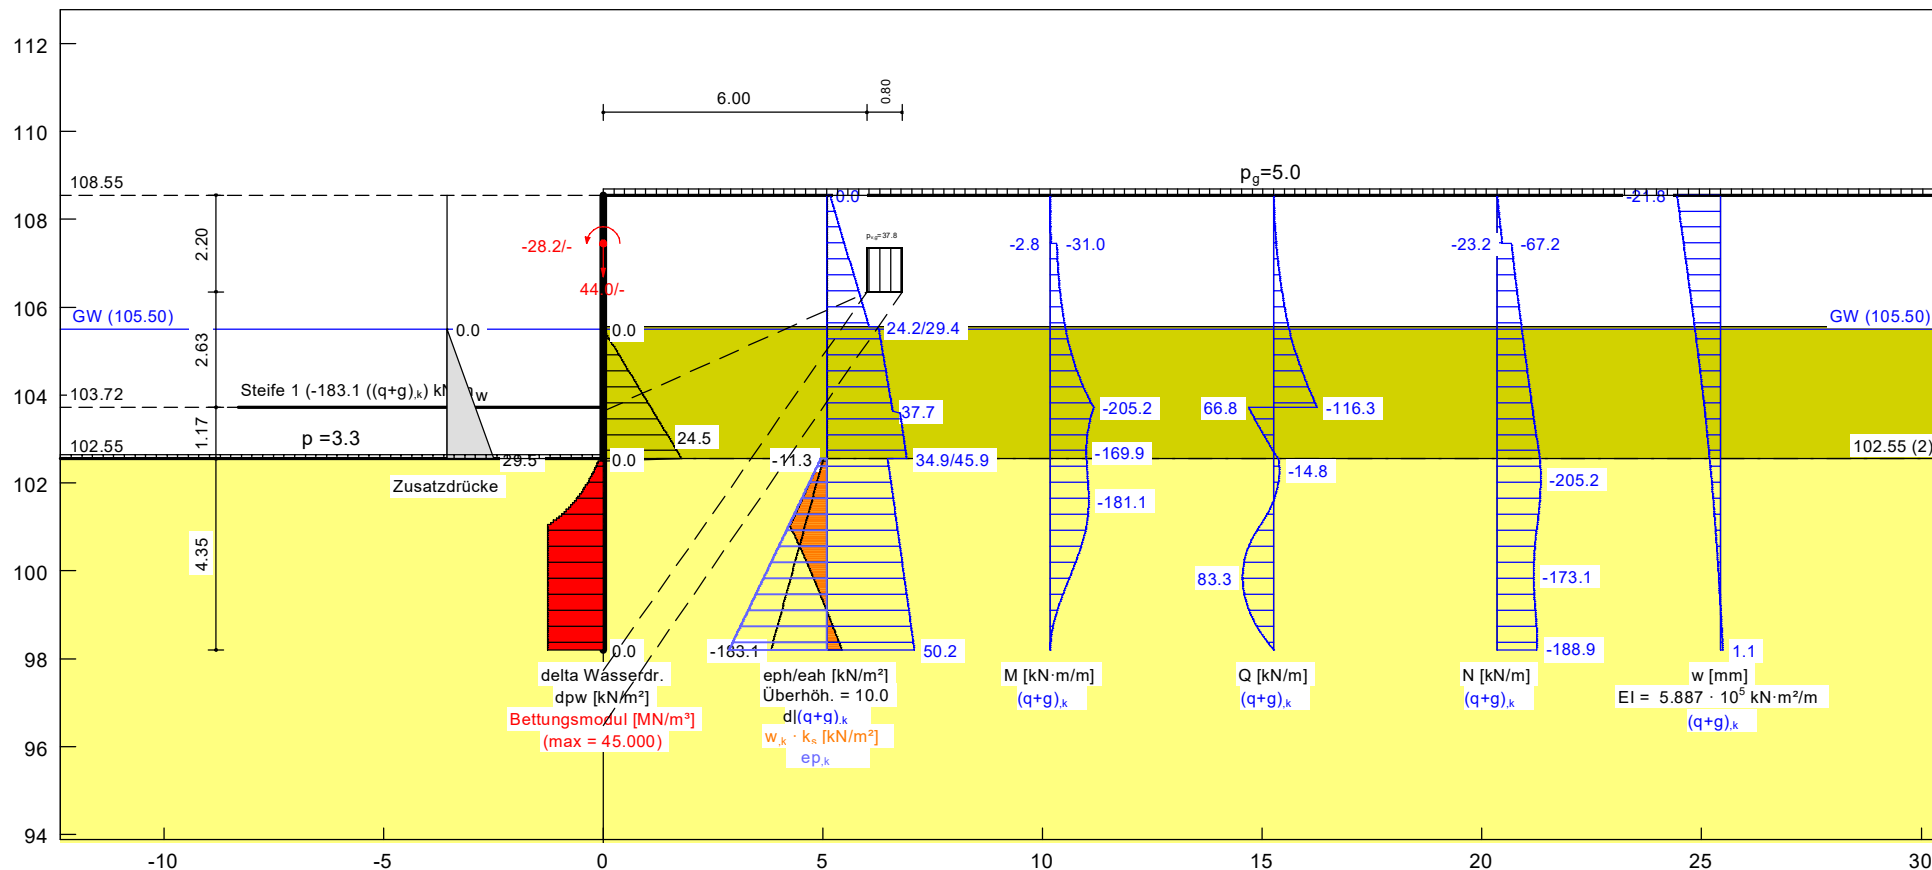 112
110
6.00
0.80
p_g=5.0
108.55
0.0
-21.8
108
2.20
-28.2/-
p_v,g=37.8
-2.8
-31.0
-23.2
-67.2
44.0/-
106
GW (105.50)
0.0
0.0
24.2/29.4
GW (105.50)
2.63
Steife 1 (-183.1 ((q+g),k) kN
w
103.72
104
37.7
-205.2
66.8
-116.3
1.17
p =3.3
24.5
102.55
29.5
0.0
-11.3
34.9/45.9
-169.9
-14.8
102.55 (2)
Zusatzdrücke
102
-181.1
-205.2
4.35
100
83.3
-173.1
98
0.0
-183.1
50.2
-188.9
1.1
delta Wasserdr.
dpw [kN/m²]
Bettungsmodul [MN/m³]
(max = 45.000)
eph/eah [kN/m²]
Überhöh. = 10.0
d|(q+g),k
w,k · ks [kN/m²]
ep,k
M [kN·m/m]
(q+g),k
Q [kN/m]
(q+g),k
N [kN/m]
(q+g),k
w [mm]
EI = 5.887 · 10⁵ kN·m²/m
(q+g),k
96
94
-10
-5
0
5
10
15
20
25
30